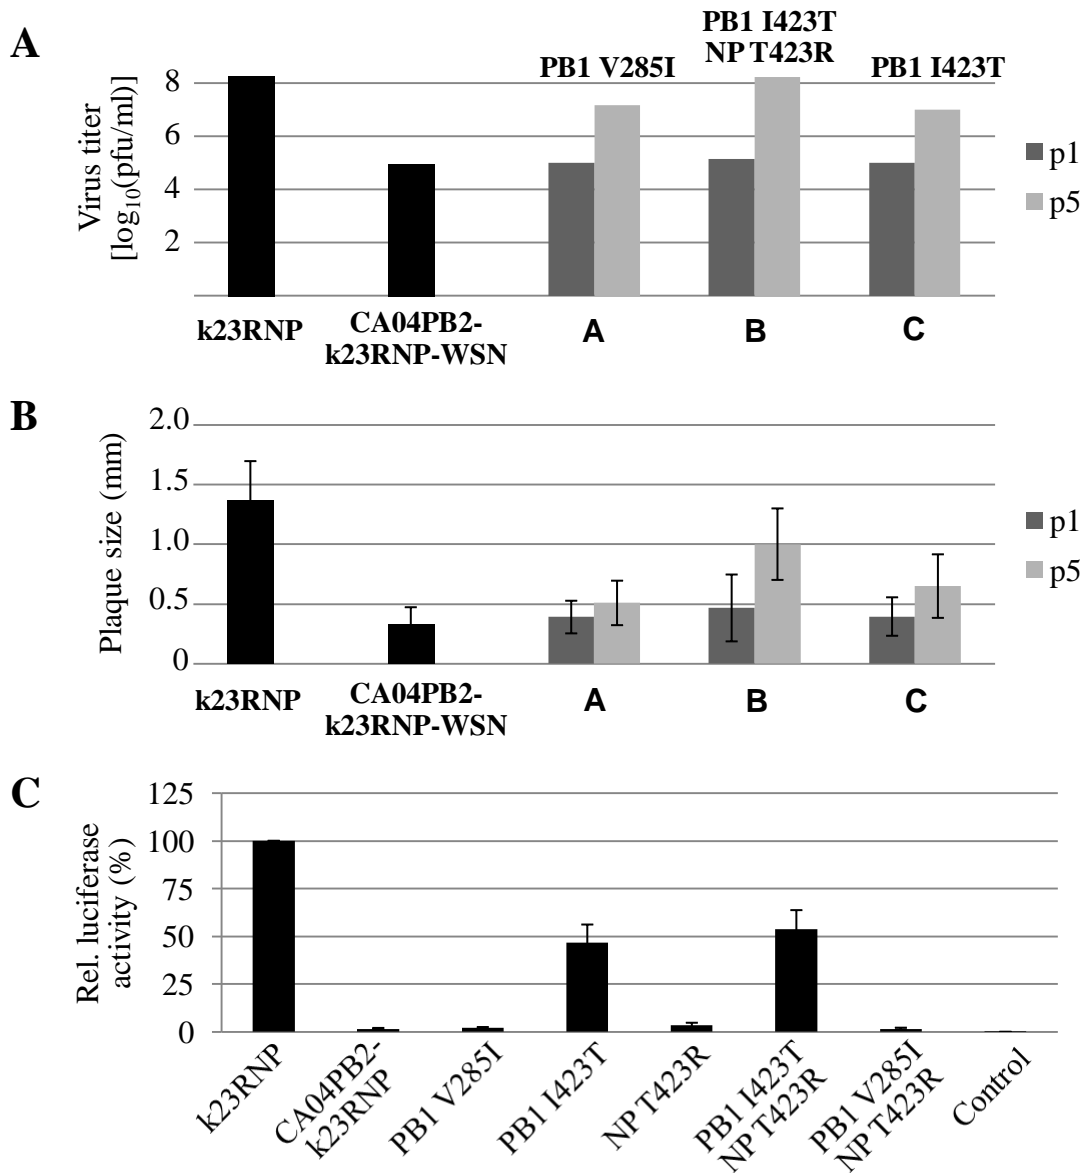 A
PB1 V285I
PB1 I423T
NP T423R
PB1 I423T
Virus titer
[log10(pfu/ml)]
8
6
4
2
p1
p5
k23RNP
CA04PB2-
k23RNP-WSN
A
B
C
B
Plaque size (mm)
2.0
1.5
1.0
0.5
0
p1
p5
k23RNP
CA04PB2-
k23RNP-WSN
A
B
C
C
Rel. luciferase
activity (%)
125
100
75
50
25
0
k23RNP
CA04PB2-
k23RNP
PB1 V285I
PB1 I423T
NP T423R
PB1 I423T
NP T423R
PB1 V285I
NP T423R
Control